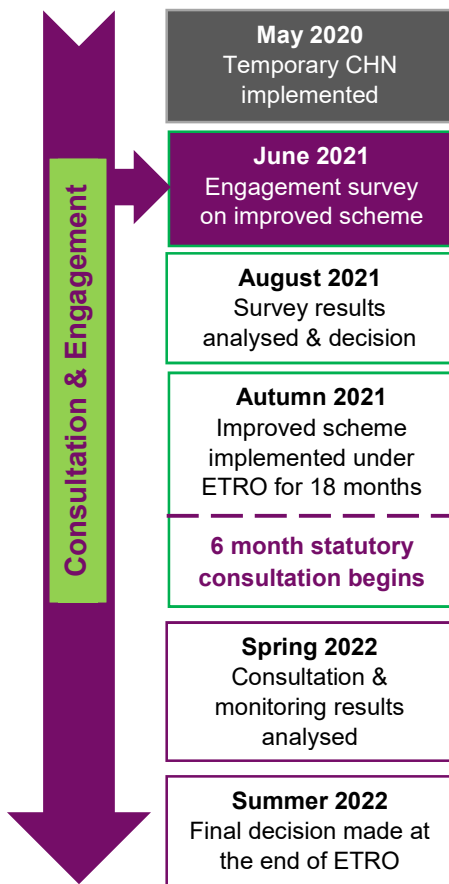 May 2020
Temporary CHN
implemented
Consultation & Engagement
June 2021
Engagement survey
on improved scheme
August 2021
Survey results
analysed & decision
Autumn 2021
Improved scheme
implemented under
ETRO for 18 months
6 month statutory
consultation begins
Spring 2022
Consultation &
monitoring results
analysed
Summer 2022
Final decision made at
the end of ETRO